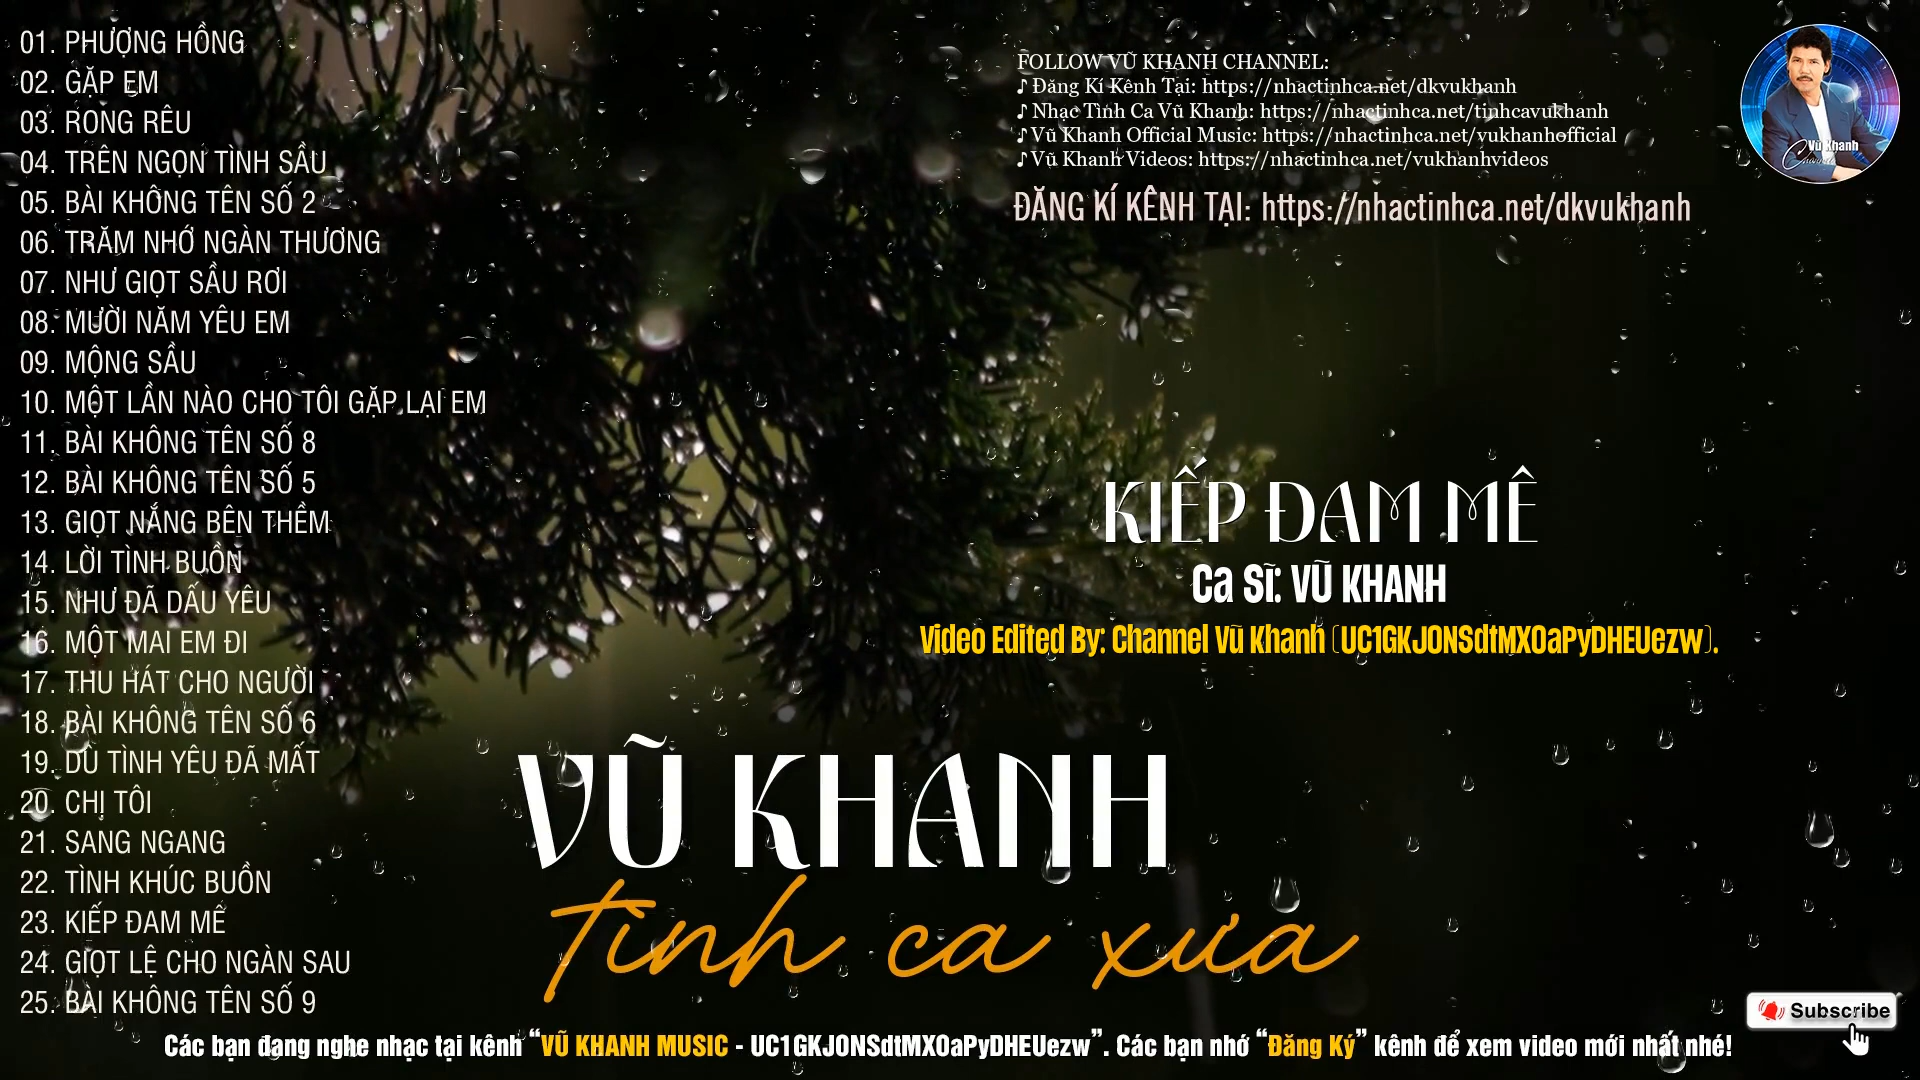 01. PHƯỢNG HỒNG
02. GẶP EM
03. RONG RÊU
04. TRÊN NGỌN TÌNH SẦU
05. BÀI KHÔNG TÊN SỐ 2
06. TRĂM NHỚ NGÀN THƯƠNG
07. NHƯ GIỌT SẦU RƠI
08. MƯỜI NĂM YÊU EM
09. MỘNG SẦU
10. MỘT LẦN NÀO CHO TÔI GẶP LẠI EM
11. BÀI KHÔNG TÊN SỐ 8
12. BÀI KHÔNG TÊN SỐ 5
13. GIỌT NẮNG BÊN THỀM
14. LỜI TÌNH BUỒN
15. NHƯ ĐÃ DẤU YÊU
16. MỘT MAI EM ĐI
17. THU HÁT CHO NGƯỜI
18. BÀI KHÔNG TÊN SỐ 6
19. DÙ TÌNH YÊU ĐÃ MẤT
20. CHỊ TÔI
21. SANG NGANG
22. TÌNH KHÚC BUỒN
23. KIẾP ĐAM MÊ
24. GIỌT LỆ CHO NGÀN SAU
25. BÀI KHÔNG TÊN SỐ 9
FOLLOW VŨ KHANH CHANNEL:
♪ Đăng Kí Kênh Tại: https://nhactinhca.net/dkvukhanh
♪ Nhạc Tình Ca Vũ Khanh: https://nhactinhca.net/tinhcavukhanh
♪ Vũ Khanh Official Music: https://nhactinhca.net/vukhanhofficial
♪ Vũ Khanh Videos: https://nhactinhca.net/vukhanhvideos
ĐĂNG KÍ KÊNH TẠI: https://nhactinhca.net/dkvukhanh
Vũ Khanh
Channel
KIẾP ĐAM MÊ
Ca Sĩ: VŨ KHANH
Video Edited By: Channel Vũ Khanh (UC1GKJONSdtMXOaPyDHEUezw).
VŨ KHANH
tình ca xưa
Subscribe
Các bạn đang nghe nhạc tại kênh “VŨ KHANH MUSIC - UC1GKJONSdtMXOaPyDHEUezw”. Các bạn nhớ “Đăng Ký” kênh để xem video mới nhất nhé!